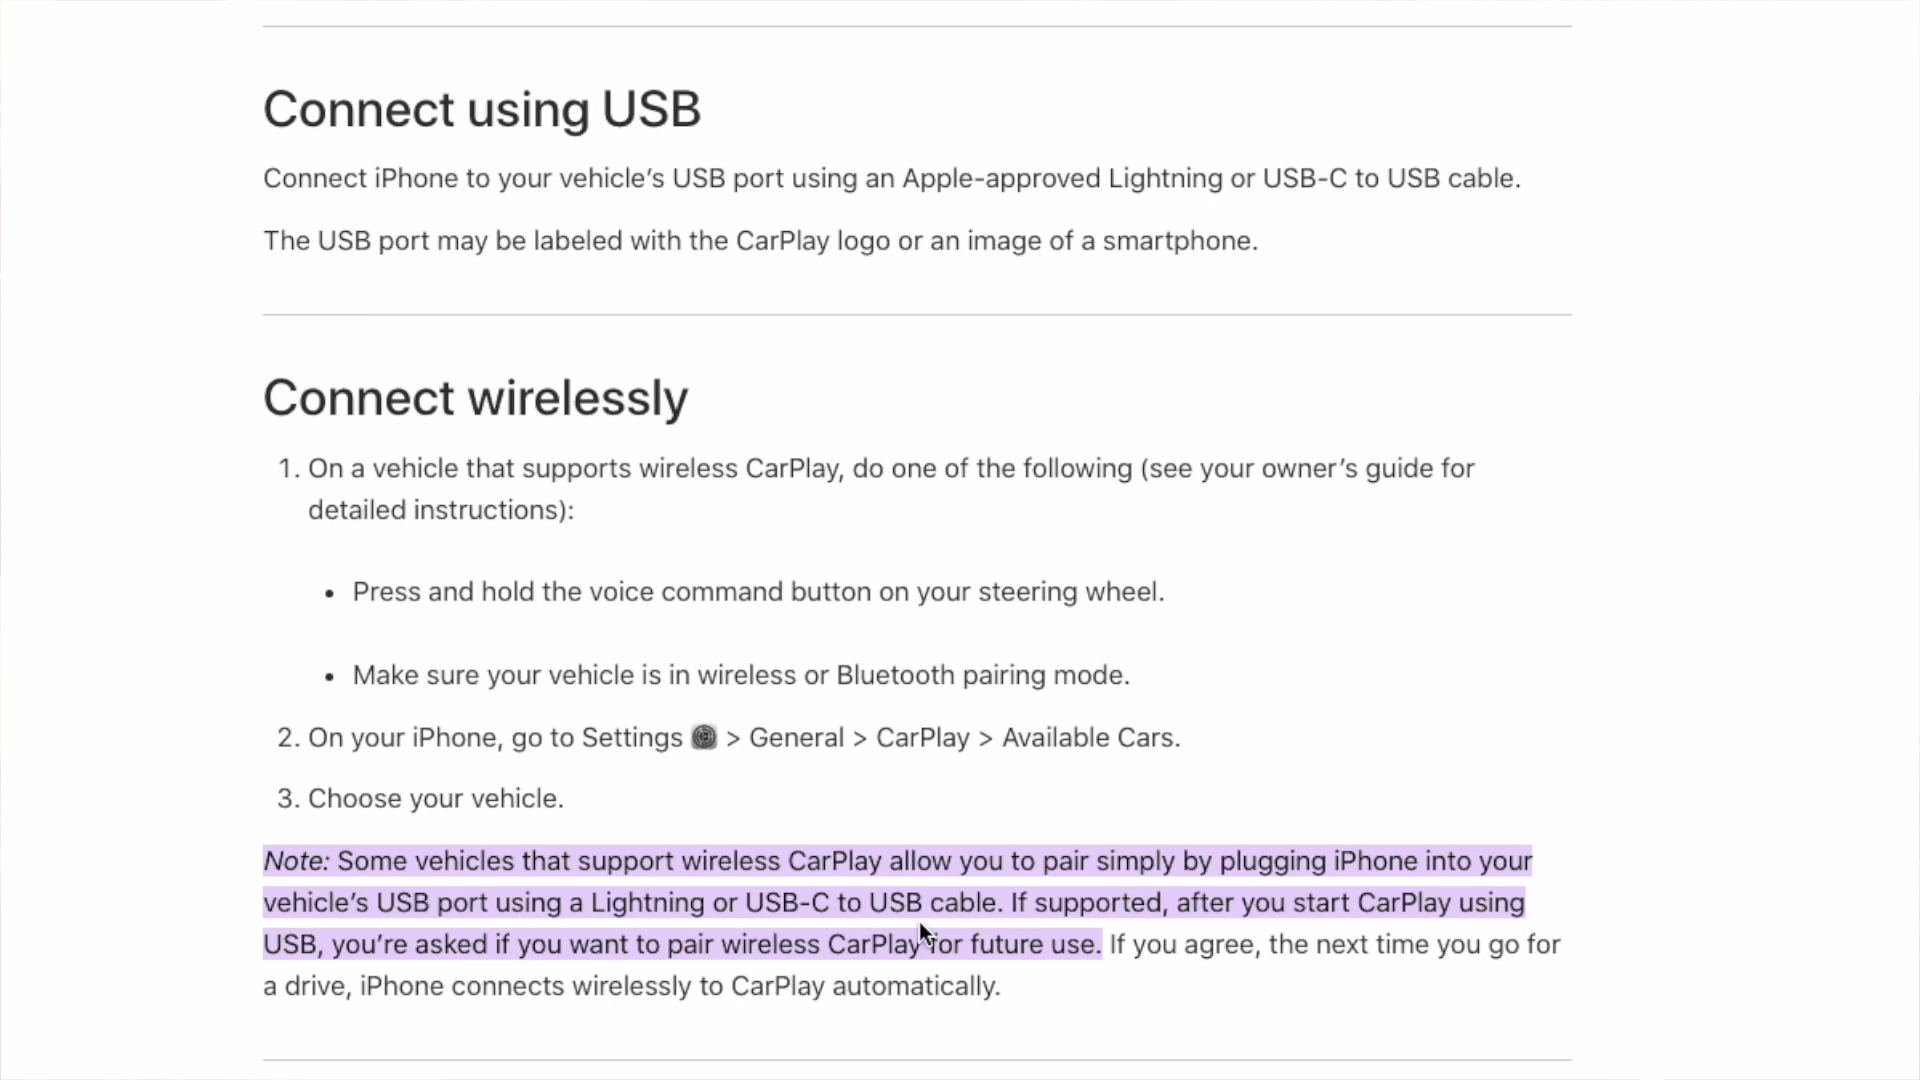 Connect using USB
Connect iPhone to your vehicle’s USB port using an Apple-approved Lightning or USB-C to USB cable.
The USB port may be labeled with the CarPlay logo or an image of a smartphone.
Connect wirelessly
1. On a vehicle that supports wireless CarPlay, do one of the following (see your owner’s guide for
detailed instructions):
• Press and hold the voice command button on your steering wheel.
• Make sure your vehicle is in wireless or Bluetooth pairing mode.
2. On your iPhone, go to Settings > General > CarPlay > Available Cars.
3. Choose your vehicle.
Note: Some vehicles that support wireless CarPlay allow you to pair simply by plugging iPhone into your
vehicle’s USB port using a Lightning or USB-C to USB cable. If supported, after you start CarPlay using
USB, you’re asked if you want to pair wireless CarPlay for future use. If you agree, the next time you go for
a drive, iPhone connects wirelessly to CarPlay automatically.